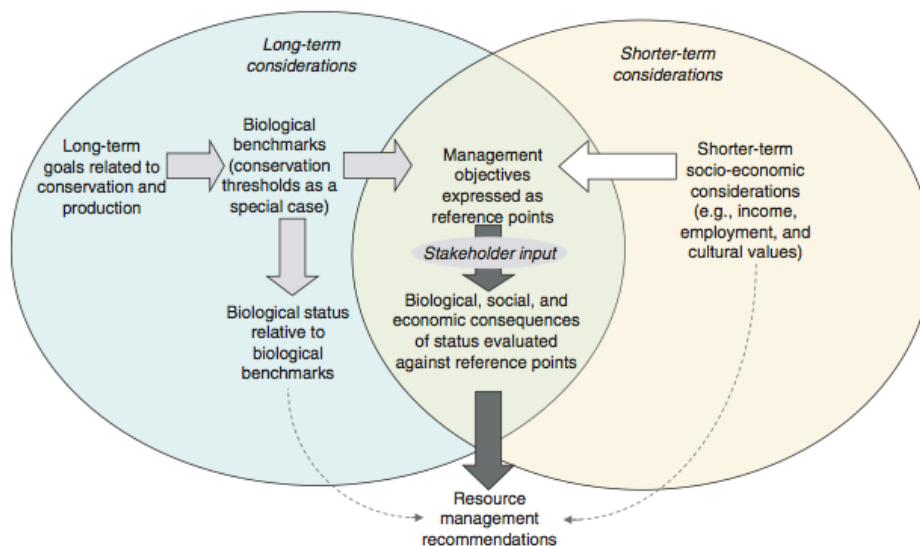 Long-term
considerations
Shorter-term
considerations
Long-term
goals related to
conservation and
production
Biological
benchmarks
(conservation
thresholds as a
special case)
Management
objectives
expressed as
reference points
Shorter-term
socio-economic
considerations
(e.g., income,
employment, and
cultural values)
Stakeholder input
Biological status
relative to
biological
benchmarks
Biological, social, and
economic consequences
of status evaluated
against reference points
Resource
management
recommendations